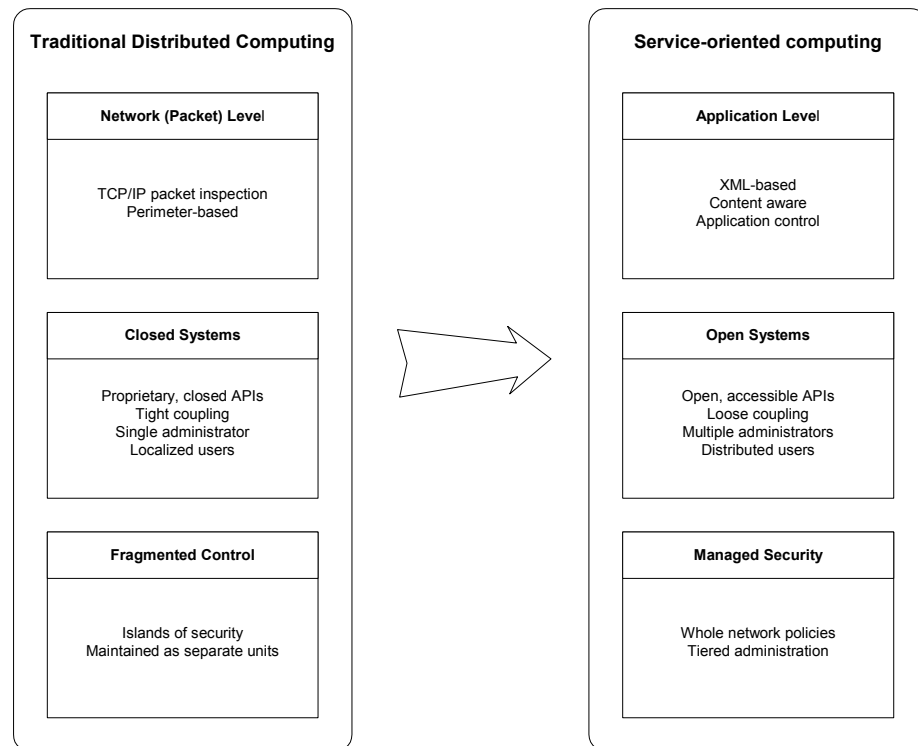 Traditional Distributed Computing
Network (Packet) Level
TCP/IP packet inspection
Perimeter-based
Closed Systems
Proprietary, closed APIs
Tight coupling
Single administrator
Localized users
Fragmented Control
Islands of security
Maintained as separate units
Service-oriented computing
Application Level
XML-based
Content aware
Application control
Open Systems
Open, accessible APIs
Loose coupling
Multiple administrators
Distributed users
Managed Security
Whole network policies
Tiered administration